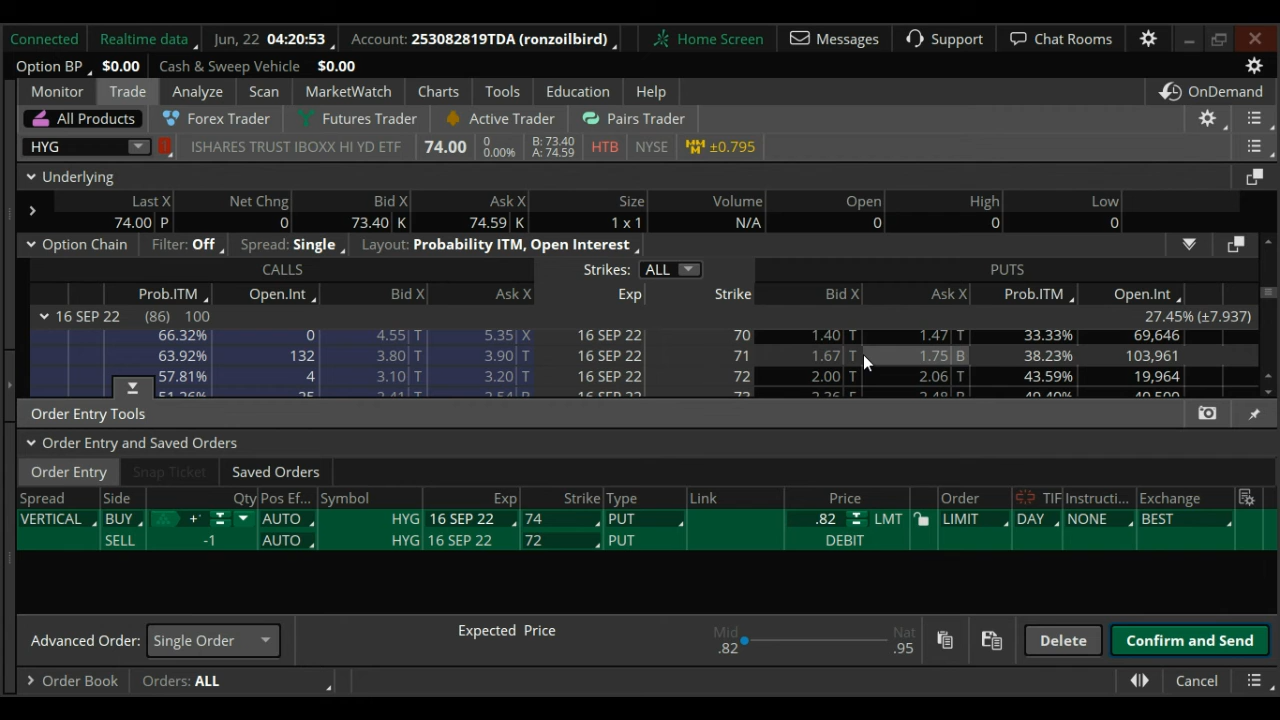 Connected Realtime data Jun, 22 04:20:53 Account: 253082819TDA (ronzoilbird) Home Screen Messages Support Chat Rooms
Option BP $0.00 Cash & Sweep Vehicle $0.00
Monitor Trade Analyze Scan MarketWatch Charts Tools Education Help OnDemand
All Products Forex Trader Futures Trader Active Trader Pairs Trader
HYG ISHARES TRUST IBOXX HI YD ETF 74.00 0 0.00% B: 73.40 A: 74.59 HTB NYSE ±0.795
Underlying
Last X Net Chng Bid X Ask X Size Volume Open High Low
74.00 P 0 73.40 K 74.59 K 1 x 1 N/A 0 0 0
Option Chain Filter: Off Spread: Single Layout: Probability ITM, Open Interest
CALLS Strikes: ALL PUTS
Prob.ITM Open.Int Bid X Ask X Exp Strike Bid X Ask X Prob.ITM Open.Int
16 SEP 22 (86) 100 27.45% (±7.937)
66.32% 0 4.55 T 5.35 X 16 SEP 22 70 1.40 T 1.47 T 33.33% 69,646
63.92% 132 3.80 T 3.90 T 16 SEP 22 71 1.67 T 1.75 B 38.23% 103,961
57.81% 4 3.10 T 3.20 T 16 SEP 22 72 2.00 T 2.06 T 43.59% 19,964
Order Entry Tools
Order Entry and Saved Orders
Order Entry Snap Ticket Saved Orders
Spread Side Qty Pos Ef... Symbol Exp Strike Type Link Price Order TIF Instructi... Exchange
VERTICAL BUY AUTO HYG 16 SEP 22 74 PUT .82 LMT LIMIT DAY NONE BEST
SELL -1 AUTO HYG 16 SEP 22 72 PUT DEBIT
Advanced Order: Single Order Expected Price Mid .82 Nat .95 Delete Confirm and Send
Order Book Orders: ALL Cancel